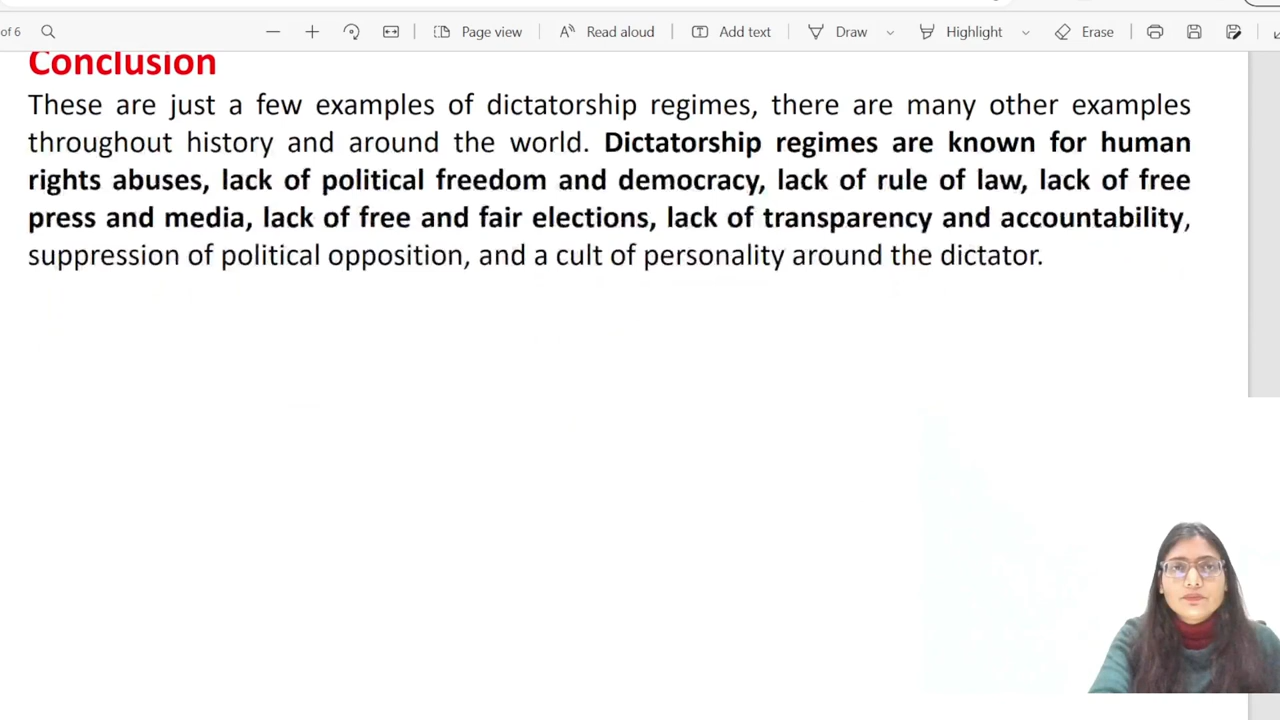 of 6
Page view
Read aloud
Add text
Draw
Highlight
Erase
Conclusion
These are just a few examples of dictatorship regimes, there are many other examples
throughout history and around the world. Dictatorship regimes are known for human
rights abuses, lack of political freedom and democracy, lack of rule of law, lack of free
press and media, lack of free and fair elections, lack of transparency and accountability,
suppression of political opposition, and a cult of personality around the dictator.